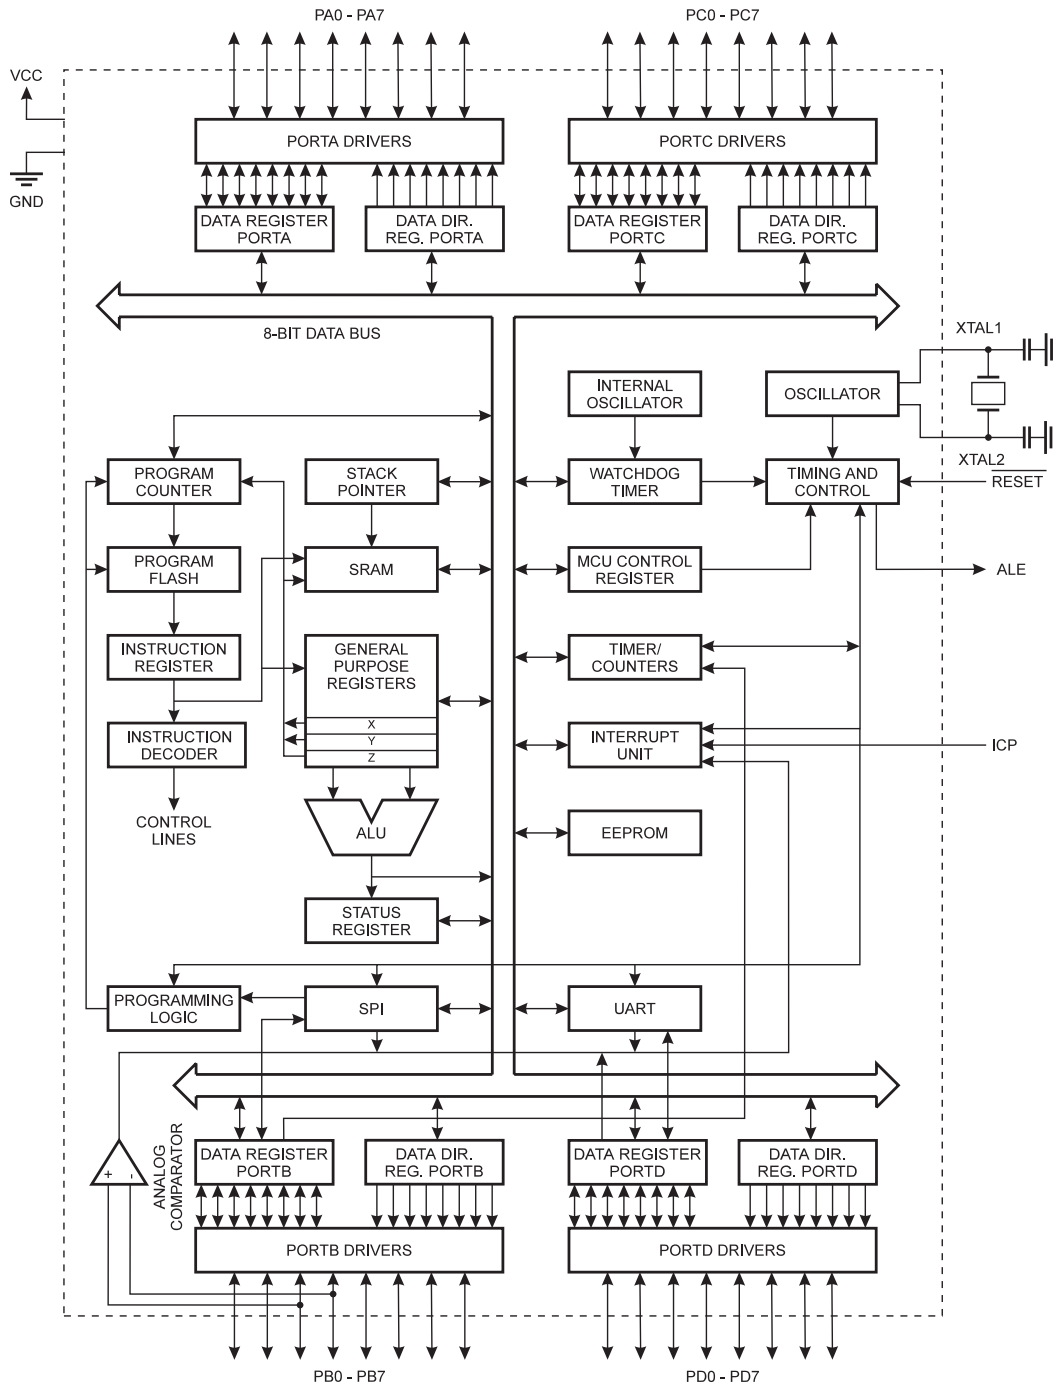 PA0 - PA7
PC0 - PC7
VCC
GND
PORTA DRIVERS
PORTC DRIVERS
DATA REGISTER
PORTA
DATA DIR.
REG. PORTA
DATA REGISTER
PORTC
DATA DIR.
REG. PORTC
8-BIT DATA BUS
XTAL1
INTERNAL
OSCILLATOR
OSCILLATOR
XTAL2
PROGRAM
COUNTER
STACK
POINTER
WATCHDOG
TIMER
TIMING AND
CONTROL
RESET
PROGRAM
FLASH
SRAM
MCU CONTROL
REGISTER
ALE
INSTRUCTION
REGISTER
GENERAL
PURPOSE
REGISTERS
X
Y
Z
TIMER/
COUNTERS
INSTRUCTION
DECODER
INTERRUPT
UNIT
ICP
CONTROL
LINES
ALU
EEPROM
STATUS
REGISTER
PROGRAMMING
LOGIC
SPI
UART
ANALOG
COMPARATOR
+
-
DATA REGISTER
PORTB
DATA DIR.
REG. PORTB
DATA REGISTER
PORTD
DATA DIR.
REG. PORTD
PORTB DRIVERS
PORTD DRIVERS
PB0 - PB7
PD0 - PD7